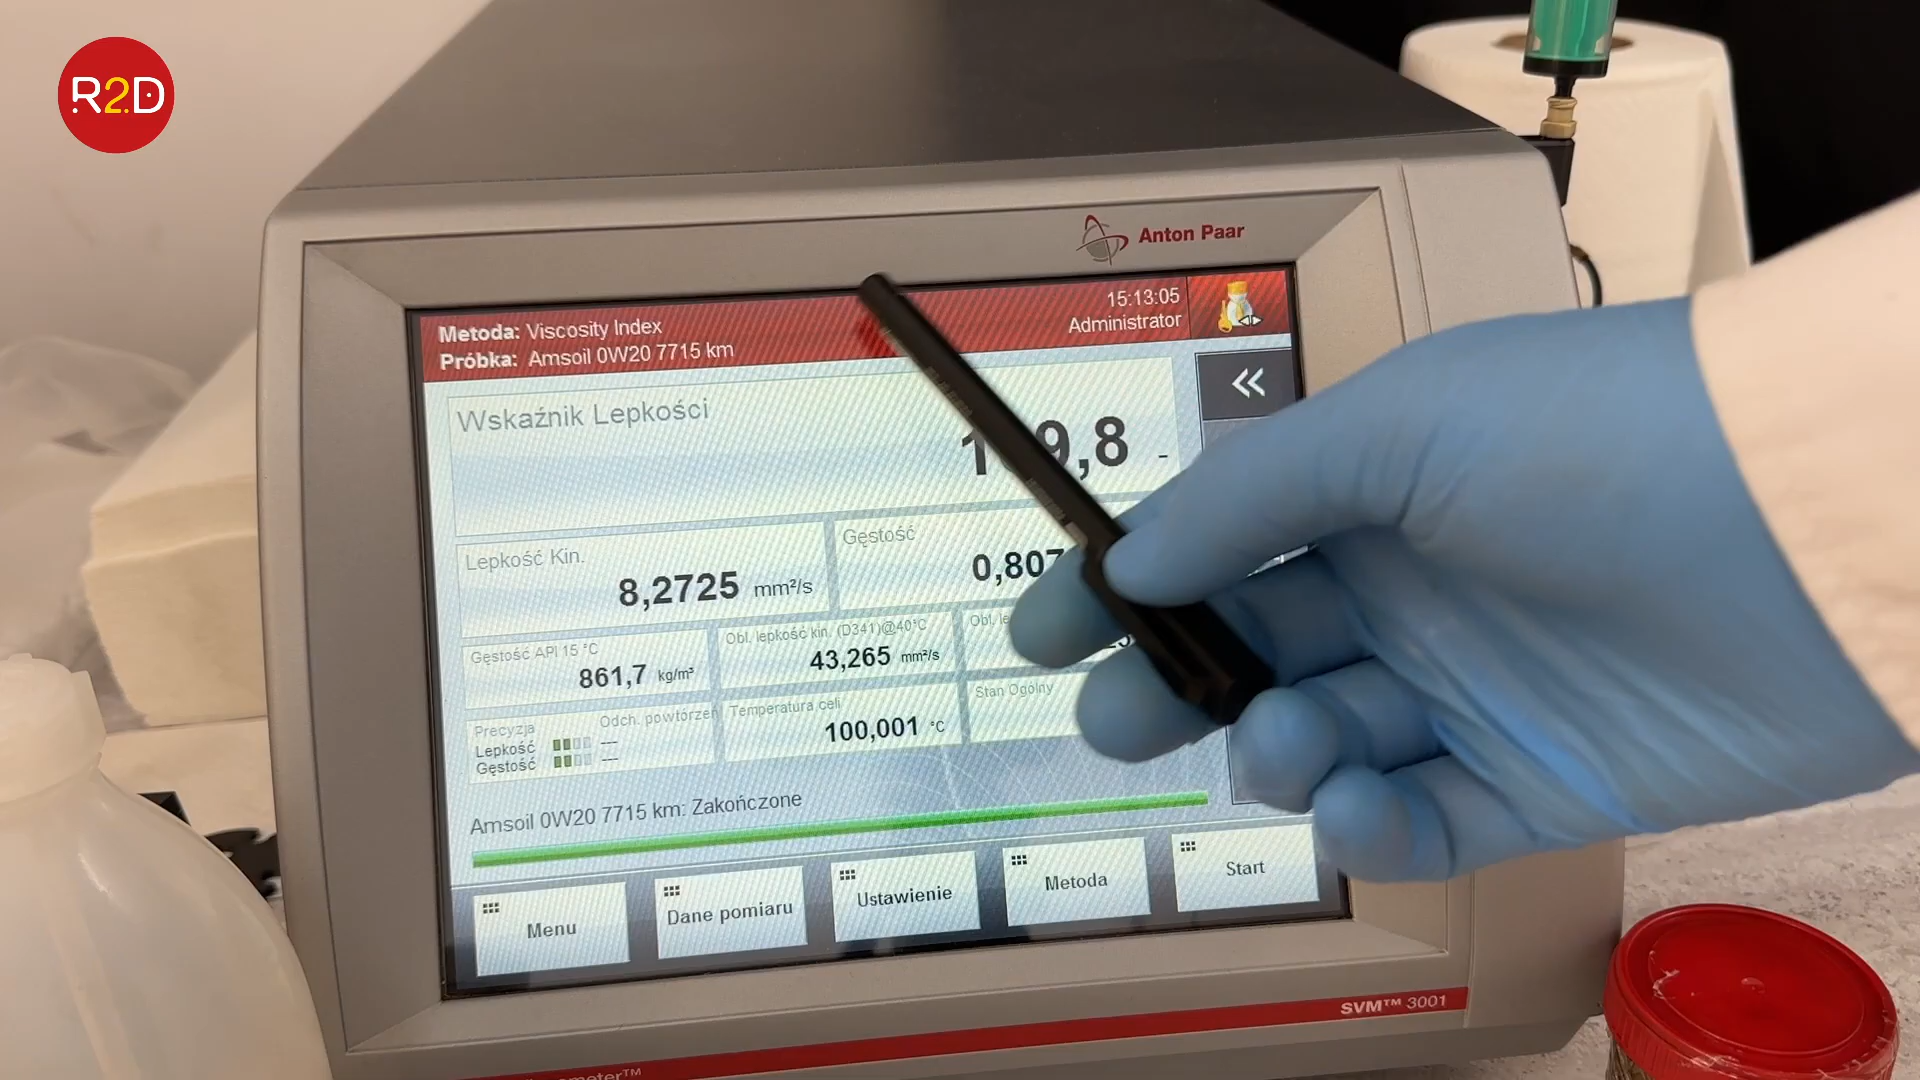 R2D
Anton Paar
Metoda: Viscosity Index
15:13:05
Próbka: Amsoil 0W20 7715 km
Administrator
Wskaźnik Lepkości
9,8 -
Lepkość Kin.
8,2725 mm²/s
Gęstość
0,807
Gęstość API 15 °C
861,7 kg/m³
Obl. lepkość kin. (D341)@40°C
43,265 mm²/s
Obl.
Precyzja
Odch. powtórzeń
Lepkość ---
Gęstość ---
Temperatura celi
100,001 °C
Stan Ogólny
Amsoil 0W20 7715 km: Zakończone
Menu
Dane pomiaru
Ustawienie
Metoda
Start
SVM™ 3001